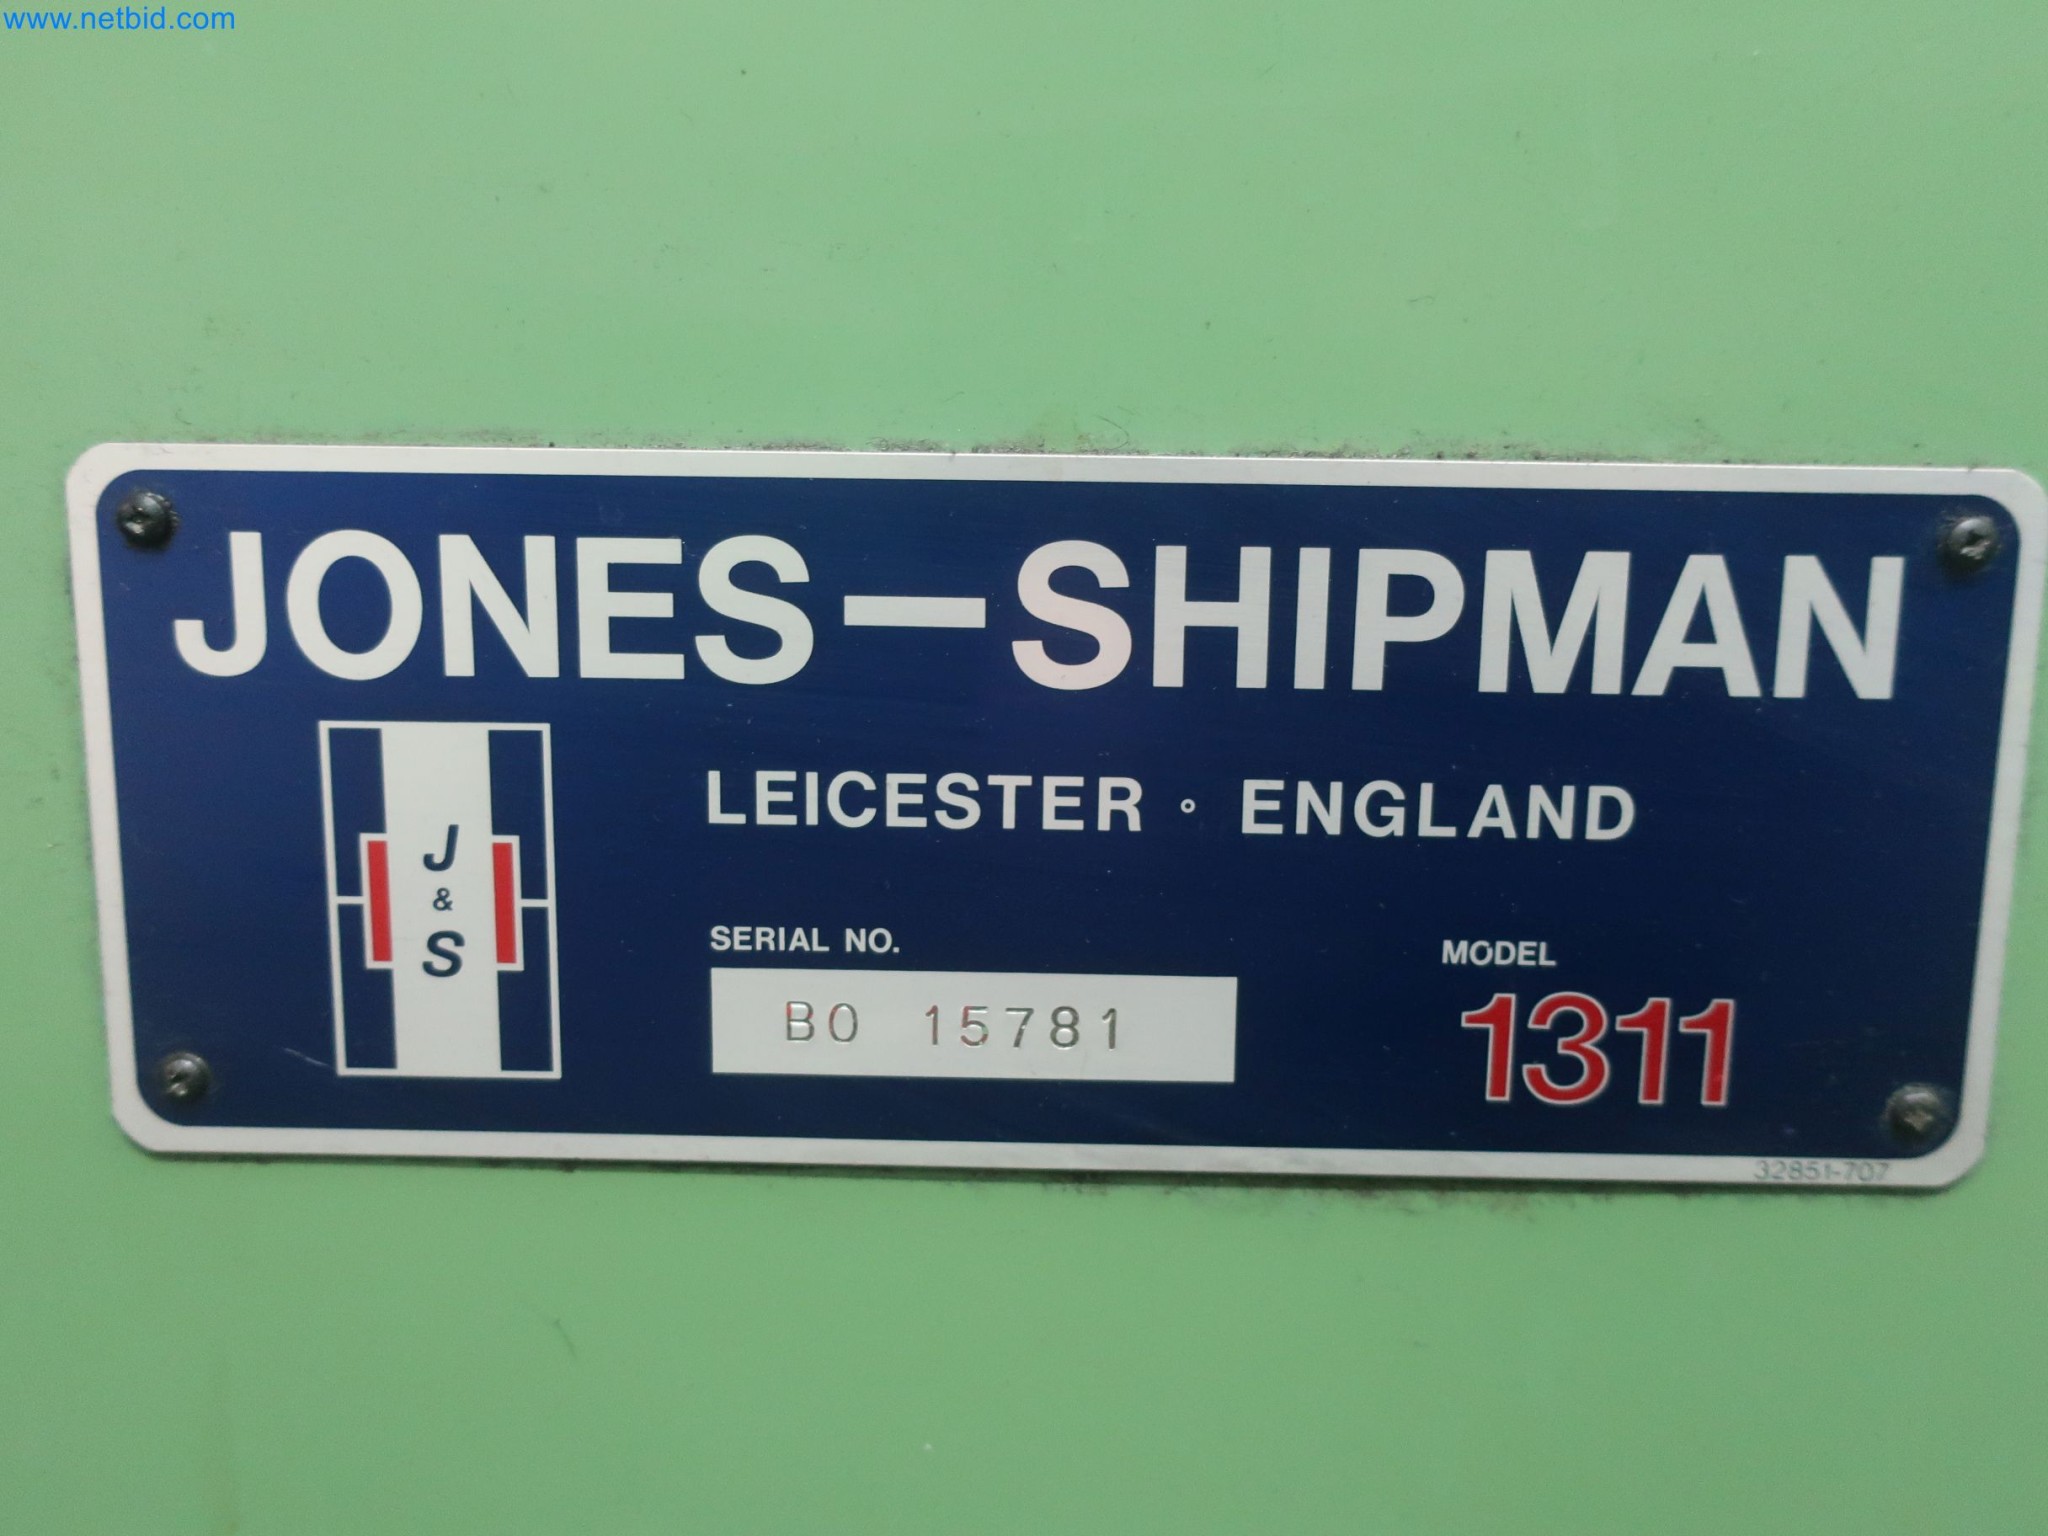 www.netbid.com
JONES—SHIPMAN
LEICESTER ∘ ENGLAND
J
&
S
SERIAL NO.
BO 15781
MODEL
1311
32851-707